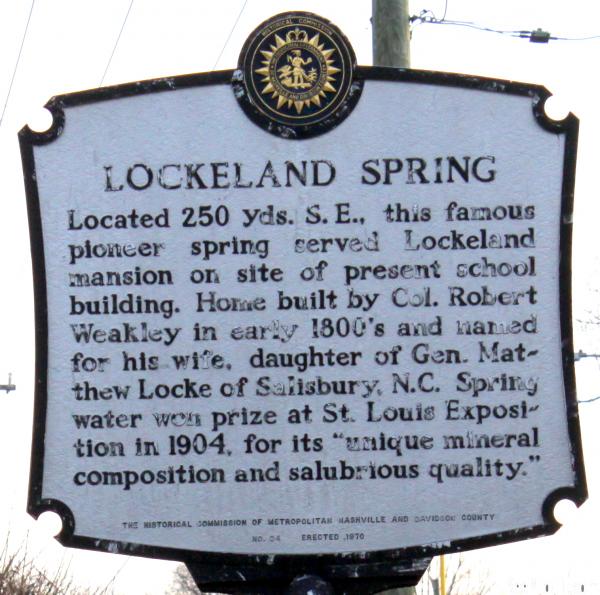 LOCKELAND SPRING
Located 250 yds. S. E., this famous
pioneer spring served Lockeland
mansion on site of present school
building. Home built by Col. Robert
Weakley in early 1800's and named
for his wife, daughter of Gen. Mat-
thew Locke of Salisbury, N.C. Spring
water won prize at St. Louis Exposi-
tion in 1904, for its "unique mineral
composition and salubrious quality."
THE HISTORICAL COMMISSION OF METROPOLITAN NASHVILLE AND DAVIDSON COUNTY
ERECTED 1970